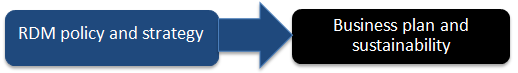 RDM policy and strategy
Business plan and
sustainability